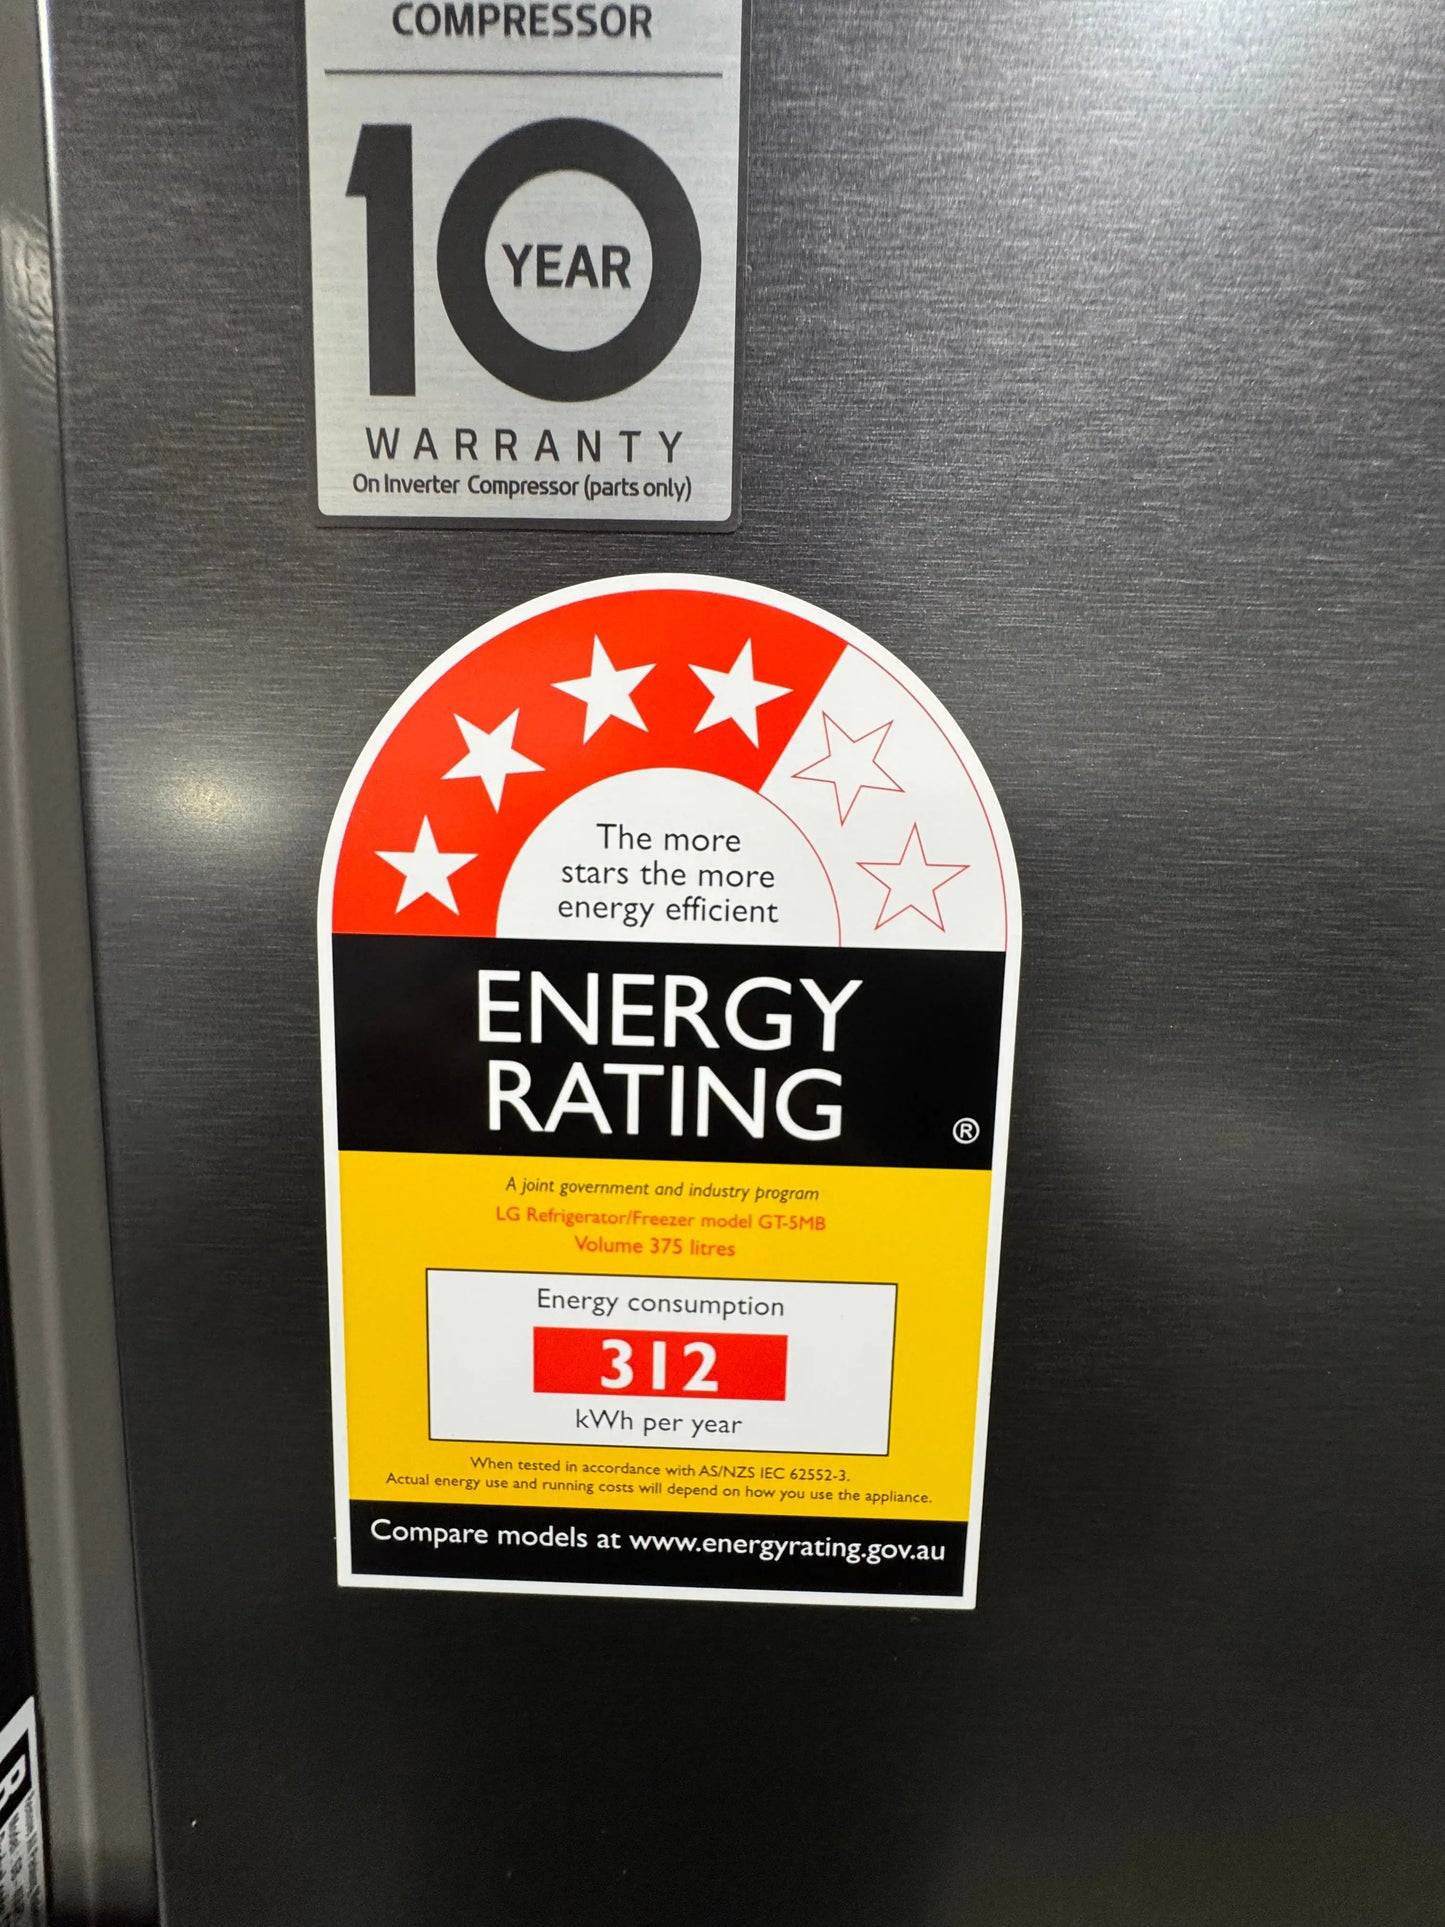 COMPRESSOR
10
YEAR
WARRANTY
On Inverter Compressor (parts only)
The more
stars the more
energy efficient
ENERGY
RATING
®
A joint government and industry program
LG Refrigerator/Freezer model GT-5MB
Volume 375 litres
Energy consumption
312
kWh per year
When tested in accordance with AS/NZS IEC 62552-3.
Actual energy use and running costs will depend on how you use the appliance.
Compare models at www.energyrating.gov.au
R